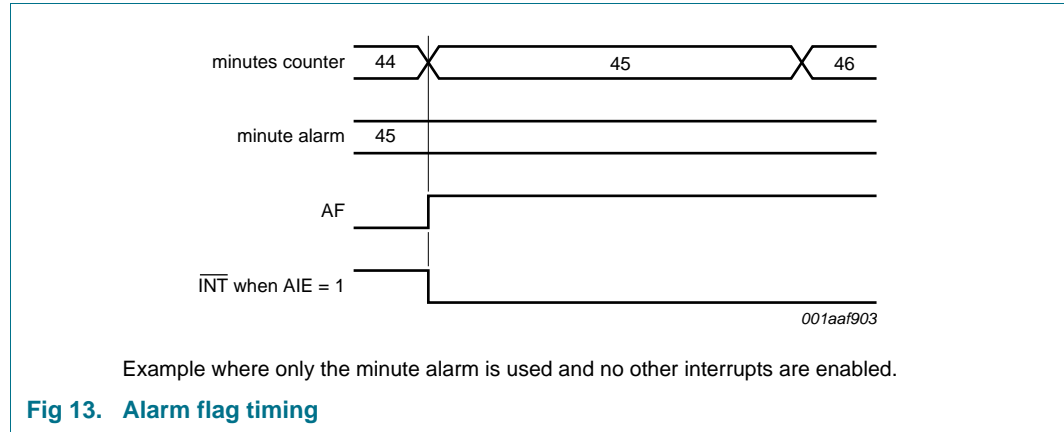 minutes counter 44 45 46
minute alarm 45
AF
INT when AIE = 1
001aaf903
Example where only the minute alarm is used and no other interrupts are enabled.
Fig 13. Alarm flag timing